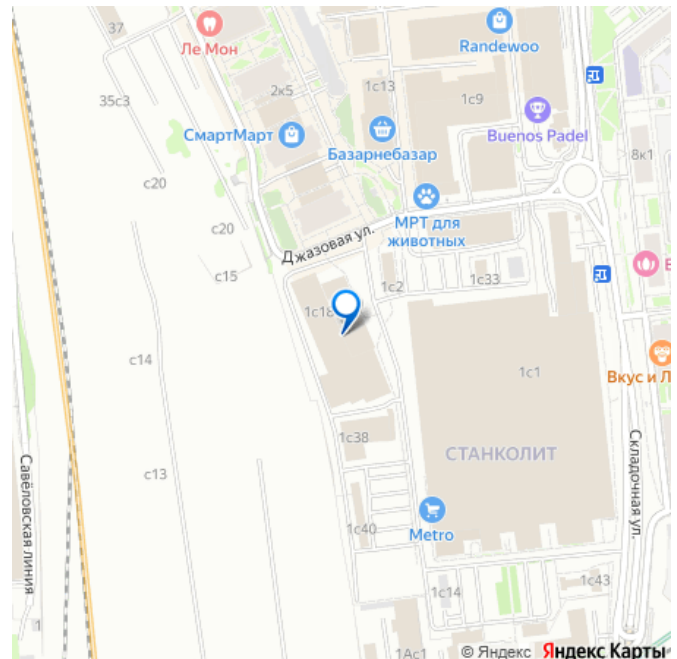 37
Ле Мон
Randewoo
2к5
1с13
35с3
1с9
СмартМарт
Buenos Padel
Базарнебазар
8к1
с20
МРТ для
животных
с20
Джазовая ул.
с15
1с2
1с33
1с18
с14
1с1
Вкус и Л
1с38
СТАНКОЛИТ
Складочная ул.
с13
Савёловская линия
Metro
1с40
1с14
1с43
1
1Ас1
© Яндекс Яндекс Карты